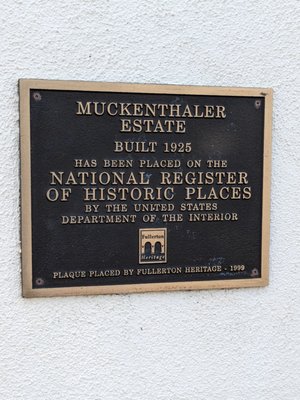 MUCKENTHALER
ESTATE
BUILT 1925
HAS BEEN PLACED ON THE
NATIONAL REGISTER
OF HISTORIC PLACES
BY THE UNITED STATES
DEPARTMENT OF THE INTERIOR
Fullerton
Heritage
PLAQUE PLACED BY FULLERTON HERITAGE - 1999